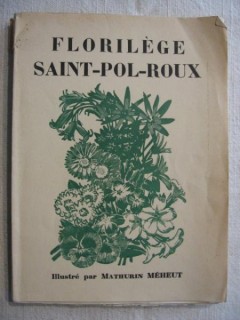 FLORILÈGE
SAINT-POL-ROUX
Illustré par MATHURIN MÉHEUT